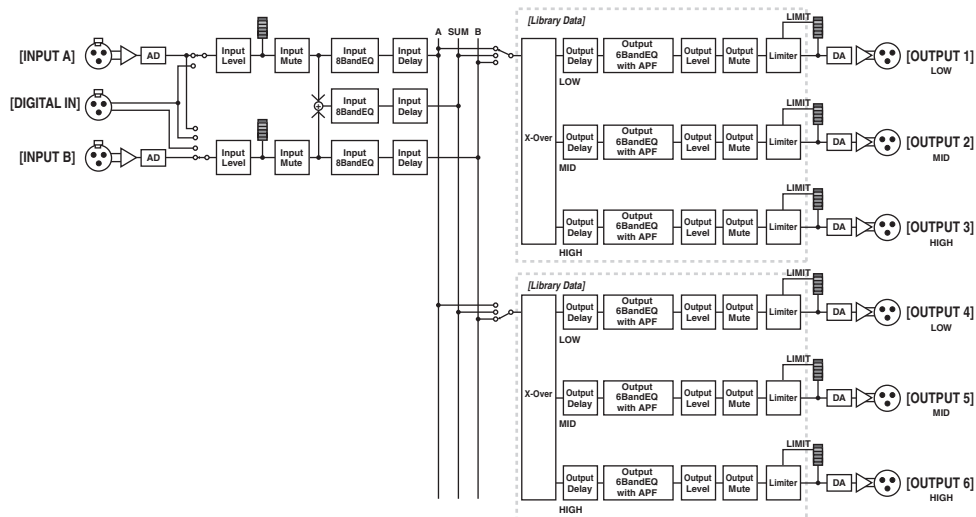 [Library Data]
LIMIT
A SUM B
[INPUT A]
AD
Input Level
Input Mute
Input 8BandEQ
Input Delay
X-Over
Output Delay
Output 6BandEQ with APF
Output Level
Output Mute
Limiter
DA
[OUTPUT 1]
LOW
LOW
[DIGITAL IN]
Input 8BandEQ
Input Delay
LIMIT
[INPUT B]
AD
Input Level
Input Mute
Input 8BandEQ
Input Delay
Output Delay
Output 6BandEQ with APF
Output Level
Output Mute
Limiter
DA
[OUTPUT 2]
MID
MID
LIMIT
Output Delay
Output 6BandEQ with APF
Output Level
Output Mute
Limiter
DA
[OUTPUT 3]
HIGH
HIGH
[Library Data]
LIMIT
X-Over
Output Delay
Output 6BandEQ with APF
Output Level
Output Mute
Limiter
DA
[OUTPUT 4]
LOW
LOW
LIMIT
Output Delay
Output 6BandEQ with APF
Output Level
Output Mute
Limiter
DA
[OUTPUT 5]
MID
MID
LIMIT
Output Delay
Output 6BandEQ with APF
Output Level
Output Mute
Limiter
DA
[OUTPUT 6]
HIGH
HIGH